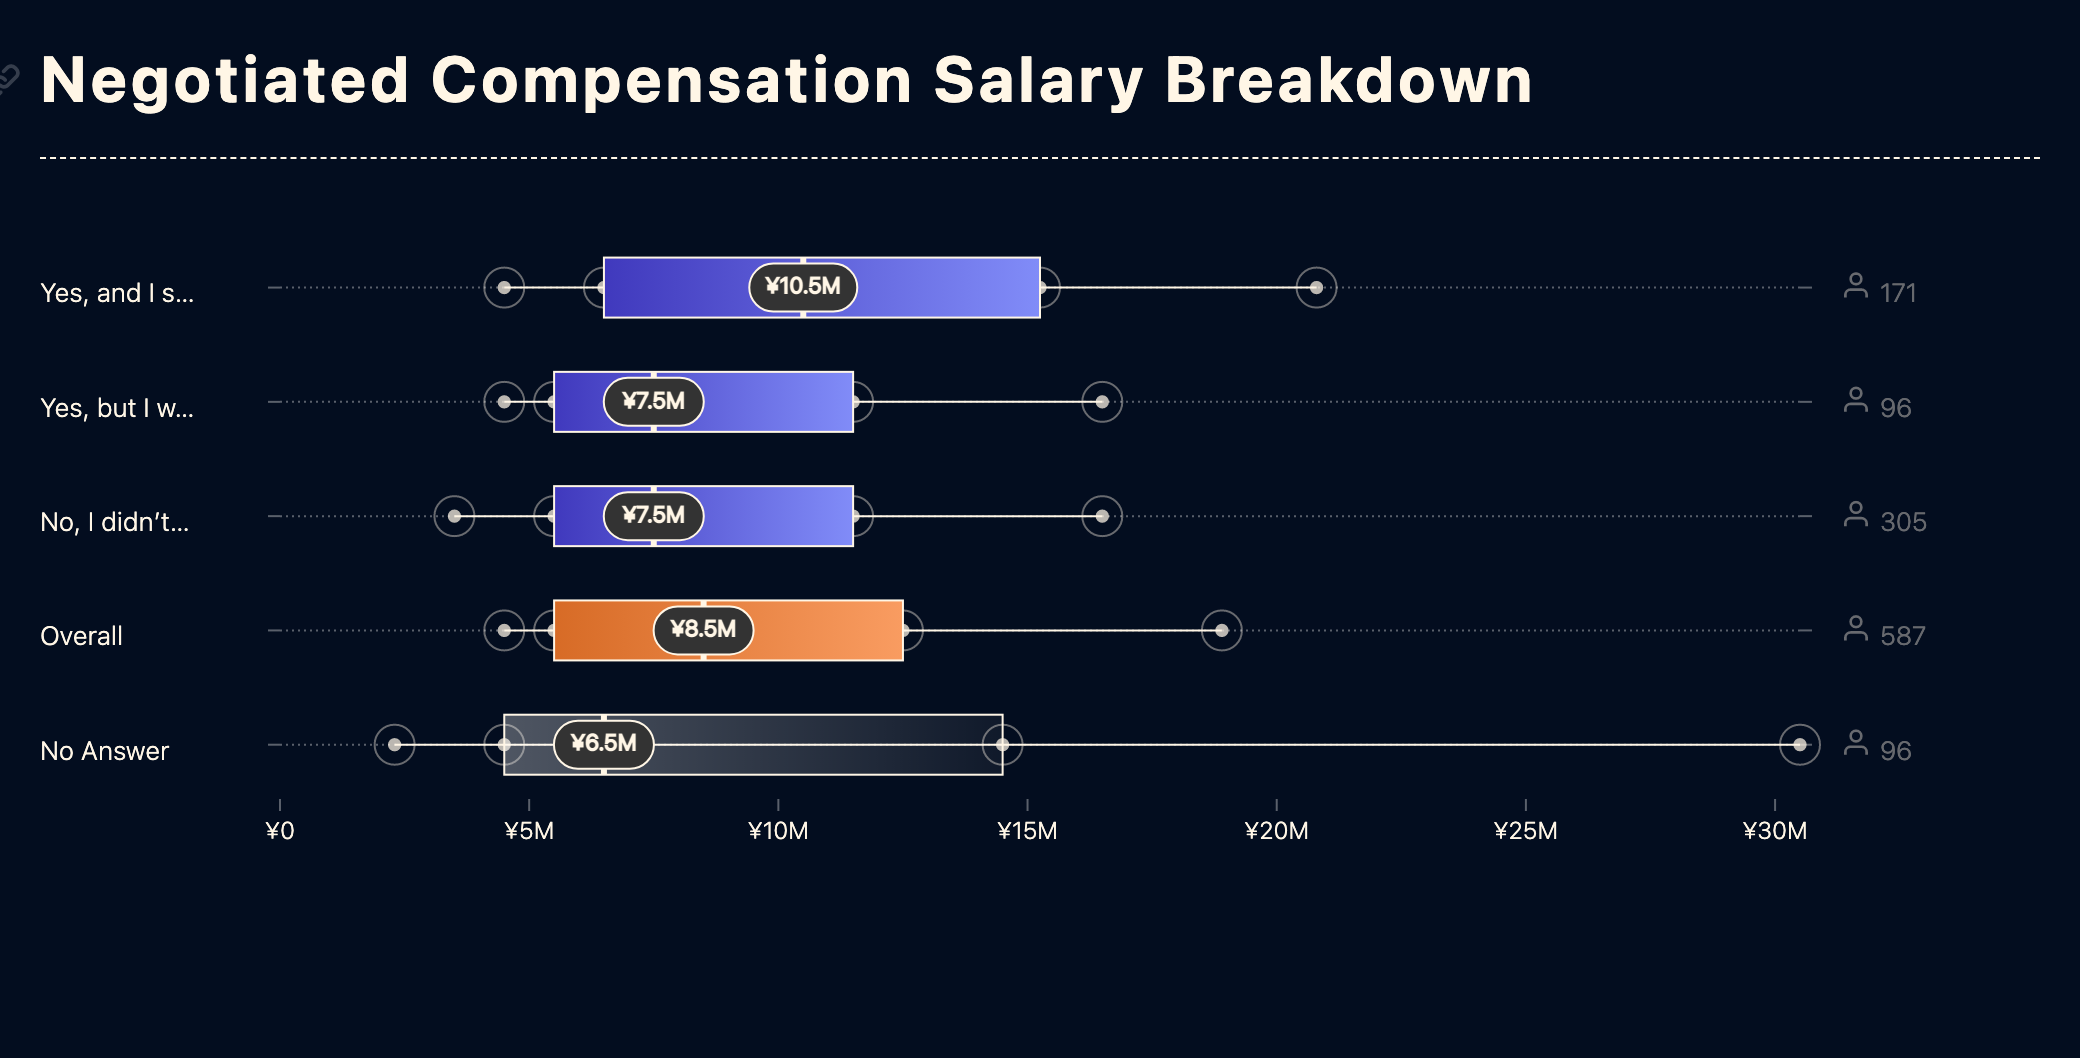 Negotiated Compensation Salary Breakdown
Yes, and I s... ¥10.5M 171
Yes, but I w... ¥7.5M 96
No, I didn’t... ¥7.5M 305
Overall ¥8.5M 587
No Answer ¥6.5M 96
¥0 ¥5M ¥10M ¥15M ¥20M ¥25M ¥30M